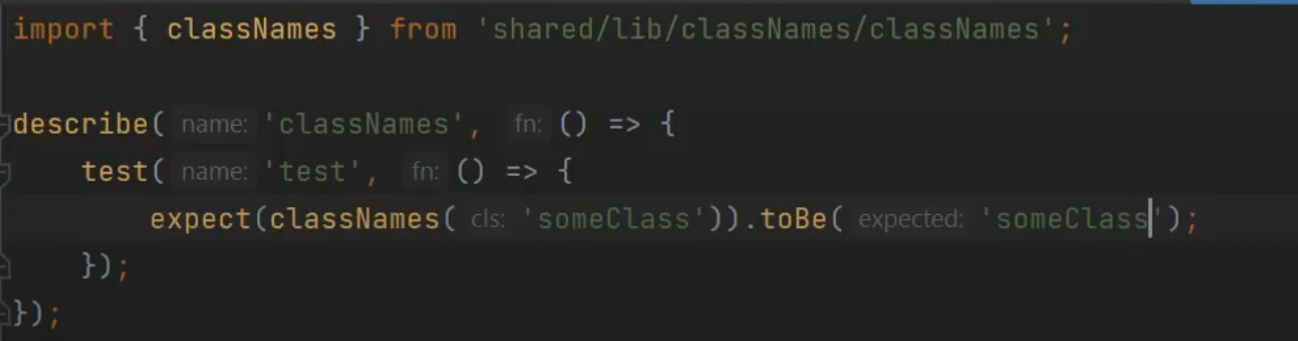 import { classNames } from 'shared/lib/classNames/classNames';
describe( name: 'classNames', fn: () => {
test( name: 'test', fn: () => {
expect(classNames( cls: 'someClass')).toBe( expected: 'someClass');
});
});